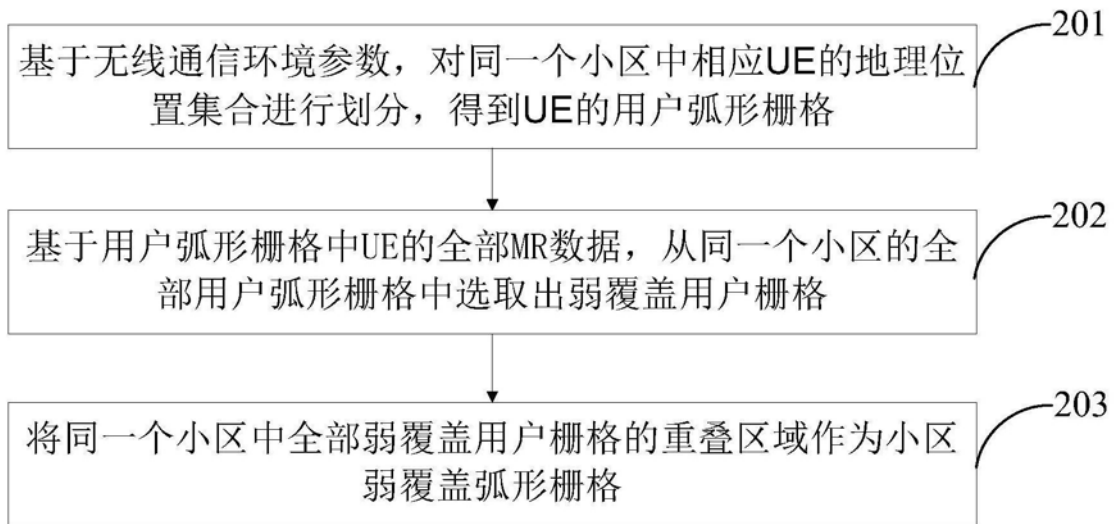 201
基于无线通信环境参数，对同一个小区中相应UE的地理位
置集合进行划分，得到UE的用户弧形栅格
202
基于用户弧形栅格中UE的全部MR数据，从同一个小区的全
部用户弧形栅格中选取出弱覆盖用户栅格
203
将同一个小区中全部弱覆盖用户栅格的重叠区域作为小区
弱覆盖弧形栅格